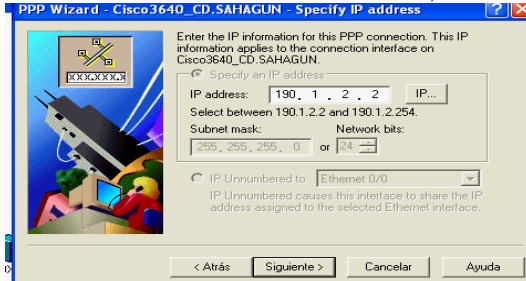 PPP Wizard - Cisco3640_CD.SAHAGUN - Specify IP address
Enter the IP information for this PPP connection. This IP
information applies to the connection interface on
Cisco3640_CD.SAHAGUN.
Specify an IP address
IP address: 190 . 1 . 2 . 2 IP...
Select between 190.1.2.2 and 190.1.2.254.
Subnet mask: Network bits:
255 . 255 . 255 . 0 or 24
IP Unnumbered to Ethernet 0/0
IP Unnumbered causes this interface to share the IP
address assigned to the selected Ethernet interface.
< Atrás Siguiente > Cancelar Ayuda